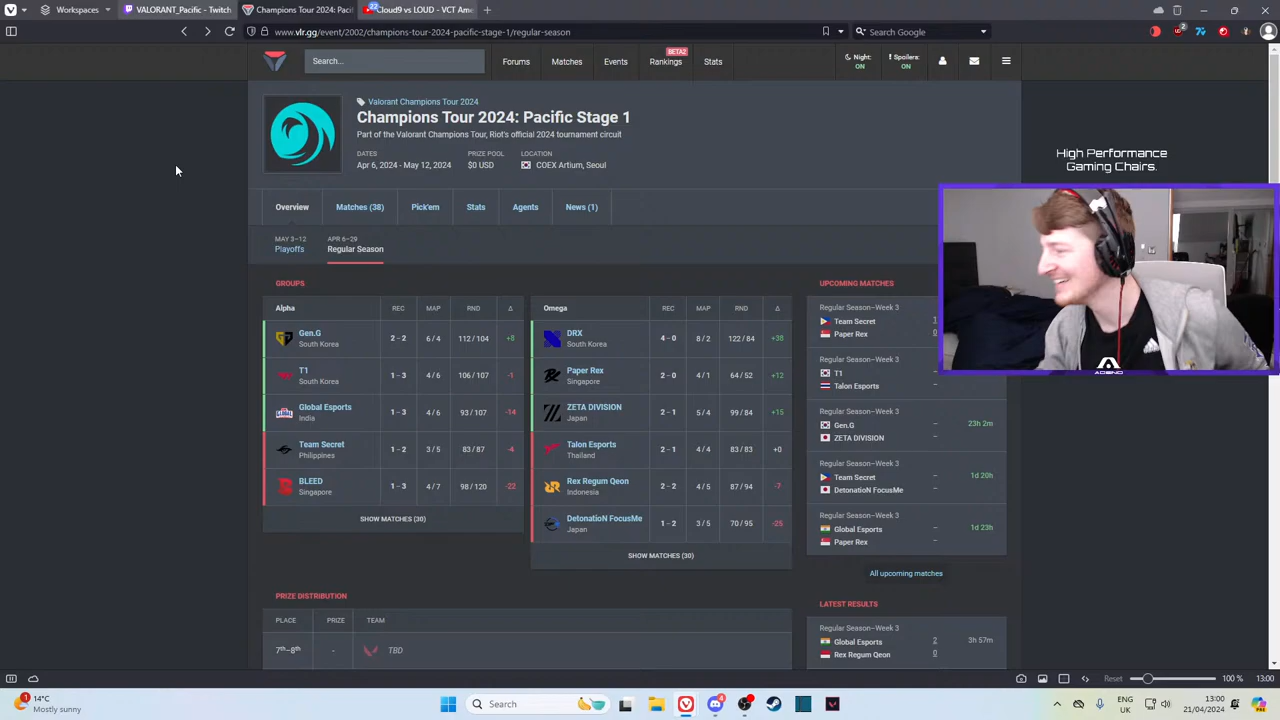 Workspaces
VALORANT_Pacific - Twitch
Champions Tour 2024: Paci
22
Cloud9 vs LOUD - VCT Ame
www.vlr.gg/event/2002/champions-tour-2024-pacific-stage-1/regular-season
Search Google
2
Search...
Forums
Matches
Events
BETA2
Rankings
Stats
Night:
ON
! Spoilers:
ON
Valorant Champions Tour 2024
Champions Tour 2024: Pacific Stage 1
Part of the Valorant Champions Tour, Riot's official 2024 tournament circuit
DATES PRIZE POOL LOCATION
Apr 6, 2024 - May 12, 2024 $0 USD COEX Artium, Seoul
High Performance
Gaming Chairs.
Overview Matches (38) Pick'em Stats Agents News (1)
MAY 3–12
Playoffs
APR 6–29
Regular Season
GROUPS
Alpha REC MAP RND Δ
Gen.G
South Korea
2–2 6/4 112/104 +8
T1
South Korea
1–3 4/6 106/107 -1
Global Esports
India
1–3 4/6 93/107 -14
Team Secret
Philippines
1–2 3/5 83/87 -4
BLEED
Singapore
1–3 4/7 98/120 -22
SHOW MATCHES (30)
Omega REC MAP RND Δ
DRX
South Korea
4–0 8/2 122/84 +38
Paper Rex
Singapore
2–0 4/1 64/52 +12
ZETA DIVISION
Japan
2–1 5/4 99/84 +15
Talon Esports
Thailand
2–1 4/4 83/83 +0
Rex Regum Qeon
Indonesia
2–2 4/5 87/94 -7
DetonatioN FocusMe
Japan
1–2 3/5 70/95 -25
SHOW MATCHES (30)
UPCOMING MATCHES
Regular Season–Week 3
Team Secret 1
Paper Rex 0
Regular Season–Week 3
T1 –
Talon Esports –
Regular Season–Week 3
Gen.G – 23h 2m
ZETA DIVISION –
Regular Season–Week 3
Team Secret – 1d 20h
DetonatioN FocusMe –
Regular Season–Week 3
Global Esports – 1d 23h
Paper Rex –
All upcoming matches
PRIZE DISTRIBUTION
PLACE PRIZE TEAM
7th–8th - TBD
LATEST RESULTS
Regular Season–Week 3
Global Esports 2 3h 57m
Rex Regum Qeon 0
Reset 100 % 13:00
1
14°C
Mostly sunny
Search
4
ENG
UK
13:00
21/04/2024